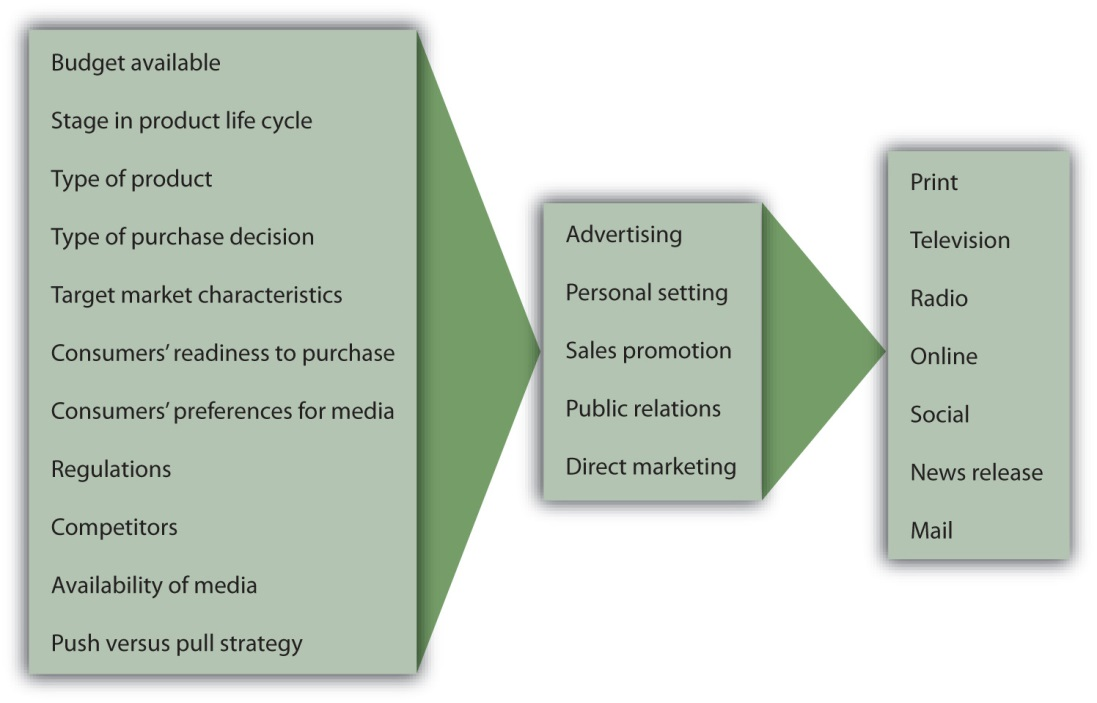 Budget available
Stage in product life cycle
Type of product
Type of purchase decision
Target market characteristics
Consumers’ readiness to purchase
Consumers’ preferences for media
Regulations
Competitors
Availability of media
Push versus pull strategy
Advertising
Personal setting
Sales promotion
Public relations
Direct marketing
Print
Television
Radio
Online
Social
News release
Mail